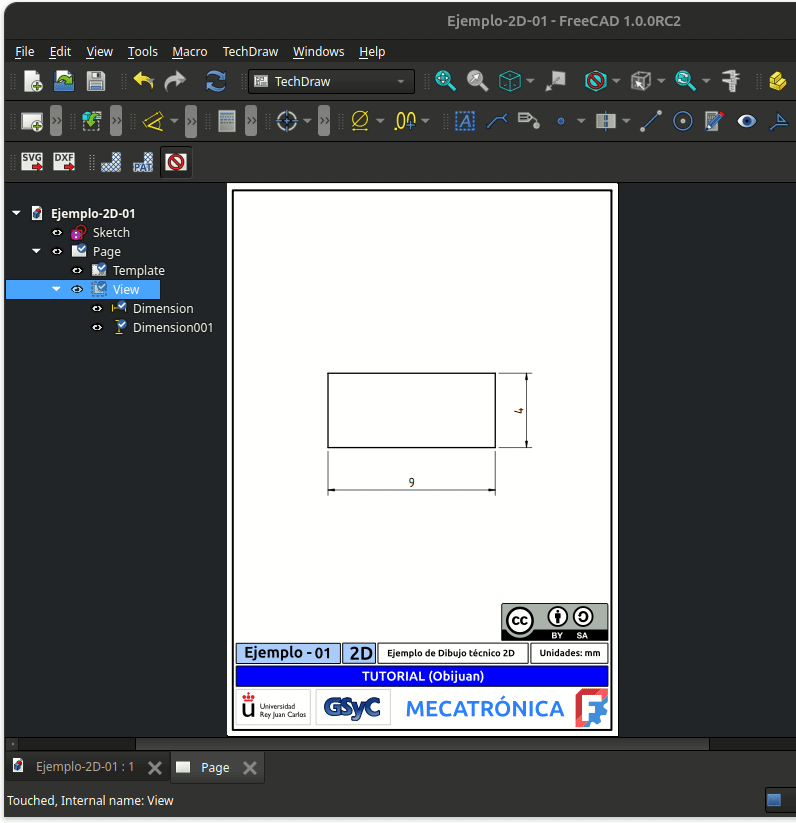 Ejemplo-2D-01 - FreeCAD 1.0.0RC2
File Edit View Tools Macro TechDraw Windows Help
TechDraw
.00
A
SVG DXF PAT
Ejemplo-2D-01
Sketch
Page
Template
View
Dimension
Dimension001
4
9
cc
BY SA
Ejemplo - 01 2D Ejemplo de Dibujo técnico 2D Unidades: mm
TUTORIAL (Obijuan)
u Universidad
Rey Juan Carlos
GSyC MECATRÓNICA
Ejemplo-2D-01 : 1 Page
Touched, Internal name: View